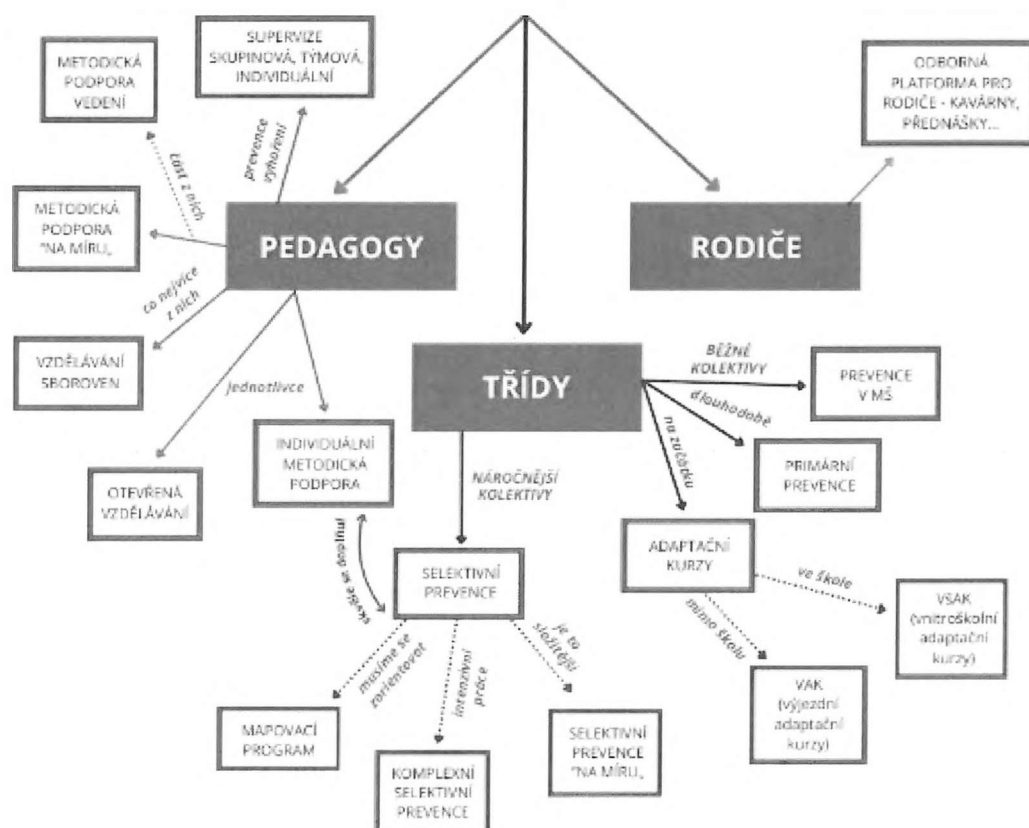 METODICKÁ
PODPORA
VEDENÍ
SUPERVIZE
SKUPINOVÁ, TÝMOVÁ,
INDIVIDUÁLNÍ
ODBORNÁ
PLATFORMA PRO
RODIČE - KAVÁRNY,
PŘEDNÁŠKY...
část z nich
prevence
vyhoření
METODICKÁ
PODPORA
"NA MÍRU„
PEDAGOGY
RODIČE
co nejvíce
z nich
VZDĚLÁVÁNÍ
SBOROVEN
jednotlivce
TŘÍDY
BĚŽNÉ
KOLEKTIVY
PREVENCE
V MŠ
dlouhodobě
na začátku
PRIMÁRNÍ
PREVENCE
OTEVŘENÁ
VZDĚLÁVÁNÍ
INDIVIDUÁLNÍ
METODICKÁ
PODPORA
NÁROČNĚJŠÍ
KOLEKTIVY
ADAPTAČNÍ
KURZY
skvěle se doplňují
SELEKTIVNÍ
PREVENCE
ve škole
mimo školu
VŠAK
(vnitroškolní
adaptační
kurzy)
musíme se
zorientovat
intenzivní
práce
je to
složitější
VAK
(výjezdní
adaptační
kurzy)
MAPOVACÍ
PROGRAM
KOMPLEXNÍ
SELEKTIVNÍ
PREVENCE
SELEKTIVNÍ
PREVENCE
"NA MÍRU„